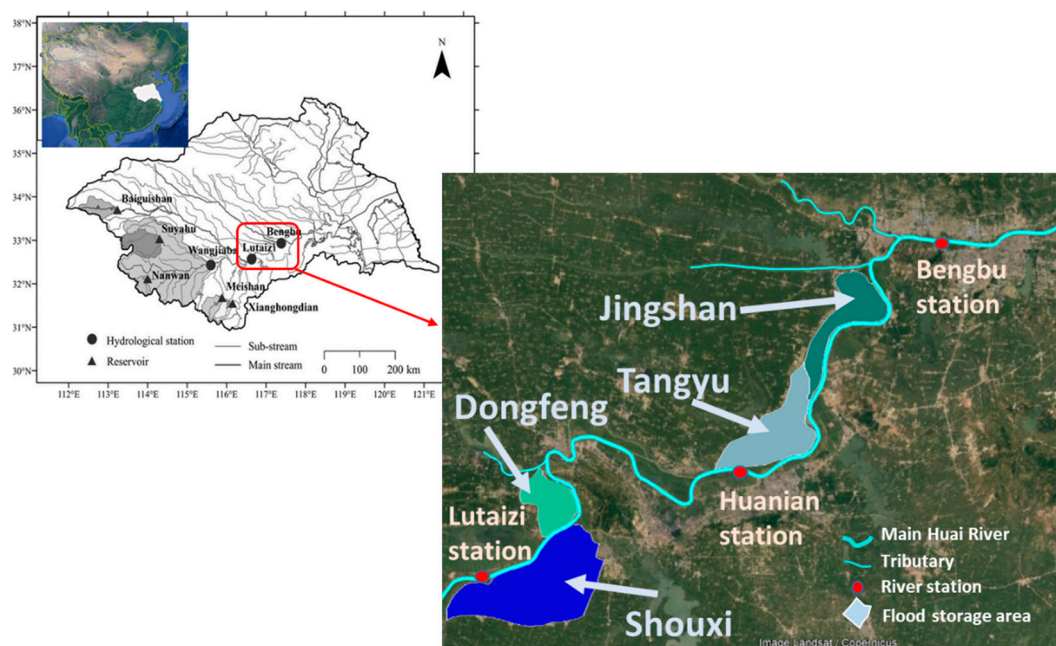 38°N
37°N
36°N
35°N
34°N
33°N
32°N
31°N
30°N
112°E
113°E
114°E
115°E
116°E
117°E
118°E
119°E
120°E
121°E
N
Baiguishan
Suyahu
Bengbu
Wangjiaba
Lutaizi
Nanwan
Meishan
Xianghongdian
Hydrological station
Reservoir
Sub-stream
Main stream
0 100 200 km
Bengbu
station
Jingshan
Tangyu
Dongfeng
Lutaizi
station
Huanian
station
Shouxi
Main Huai River
Tributary
River station
Flood storage area
Image Landsat / Copernicus